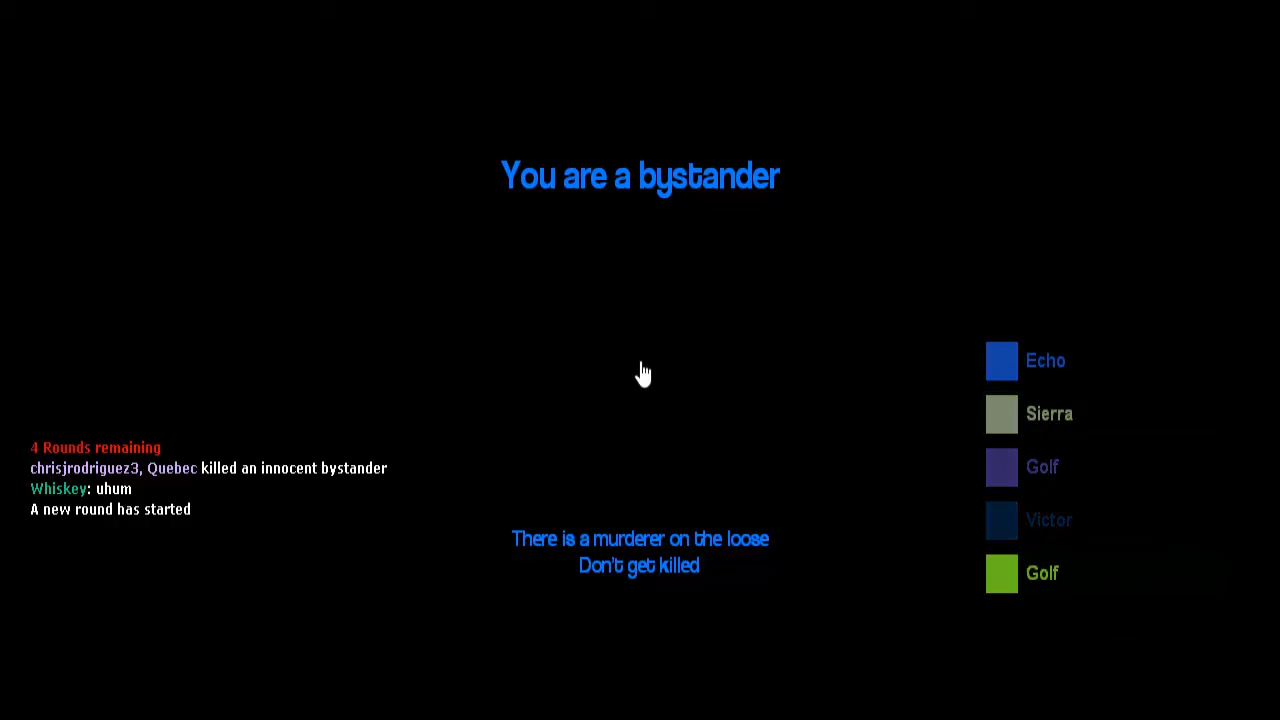 You are a bystander
Echo
Sierra
Golf
Victor
Golf
4 Rounds remaining
chrisjrodriguez3, Quebec killed an innocent bystander
Whiskey: uhum
A new round has started
There is a murderer on the loose
Don't get killed